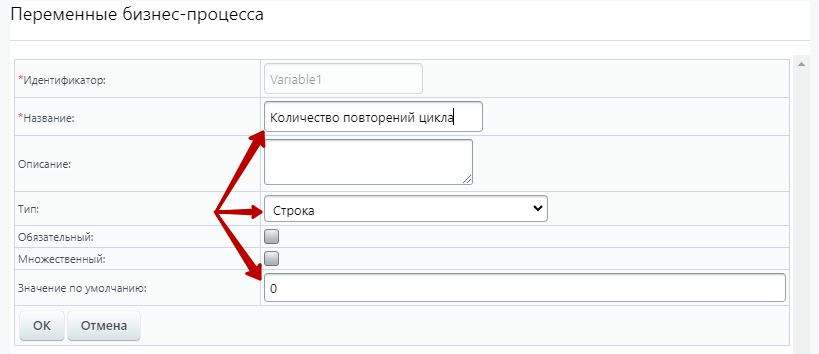 Переменные бизнес-процесса
*Идентификатор: Variable1
*Название: Количество повторений цикла
Описание:
Тип: Строка
Обязательный:
Множественный:
Значение по умолчанию: 0
ОК Отмена